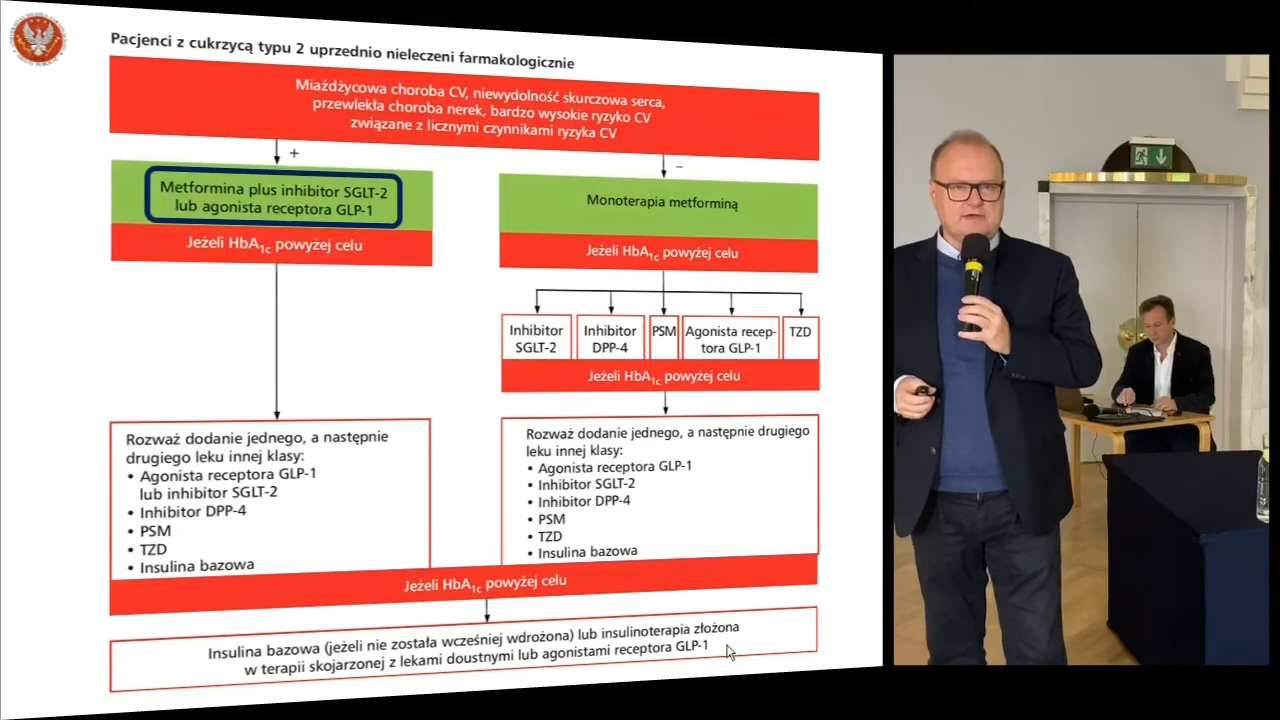 Pacjenci z cukrzycą typu 2 uprzednio nieleczeni farmakologicznie
Miażdżycowa choroba CV, niewydolność skurczowa serca,
przewlekła choroba nerek, bardzo wysokie ryzyko CV
związane z licznymi czynnikami ryzyka CV
+
−
Metformina plus inhibitor SGLT-2
lub agonista receptora GLP-1
Jeżeli HbA1c powyżej celu
Monoterapia metforminą
Jeżeli HbA1c powyżej celu
Inhibitor
SGLT-2
Inhibitor
DPP-4
PSM
Agonista recep-
tora GLP-1
TZD
Jeżeli HbA1c powyżej celu
Rozważ dodanie jednego, a następnie
drugiego leku innej klasy:
• Agonista receptora GLP-1
lub inhibitor SGLT-2
• Inhibitor DPP-4
• PSM
• TZD
• Insulina bazowa
Rozważ dodanie jednego, a następnie drugiego
leku innej klasy:
• Agonista receptora GLP-1
• Inhibitor SGLT-2
• Inhibitor DPP-4
• PSM
• TZD
• Insulina bazowa
Jeżeli HbA1c powyżej celu
Insulina bazowa (jeżeli nie została wcześniej wdrożona) lub insulinoterapia złożona
w terapii skojarzonej z lekami doustnymi lub agonistami receptora GLP-1